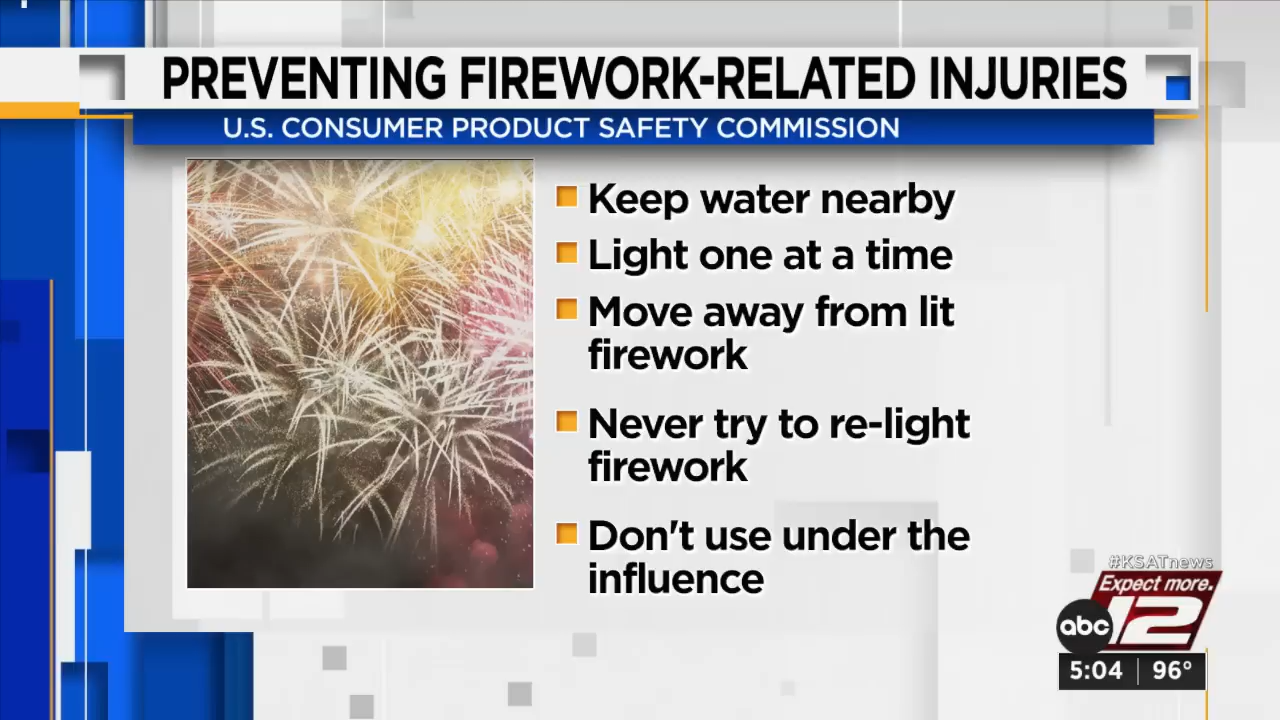 PREVENTING FIREWORK-RELATED INJURIES
U.S. CONSUMER PRODUCT SAFETY COMMISSION
Keep water nearby
Light one at a time
Move away from lit
firework
Never try to re-light
firework
Don't use under the
influence
#KSATnews
Expect more.
abc 12
5:04 96°